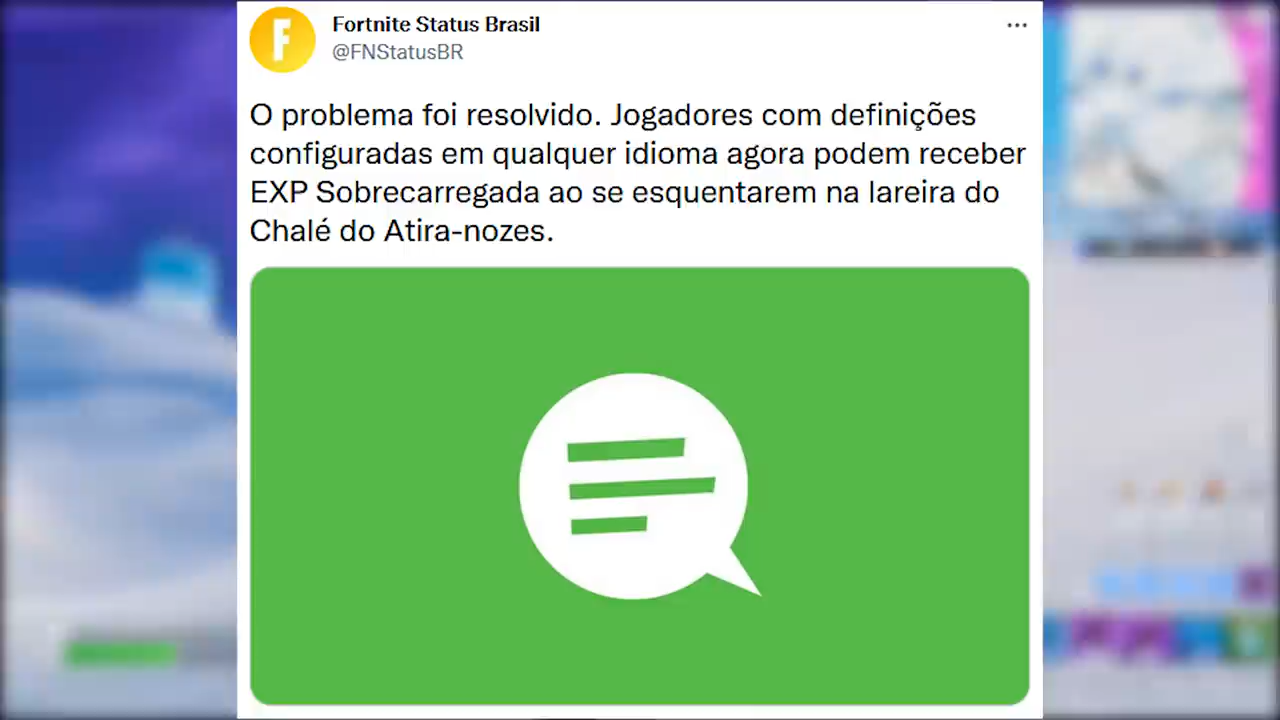 Fortnite Status Brasil
@FNStatusBR
O problema foi resolvido. Jogadores com definições
configuradas em qualquer idioma agora podem receber
EXP Sobrecarregada ao se esquentarem na lareira do
Chalé do Atira-nozes.